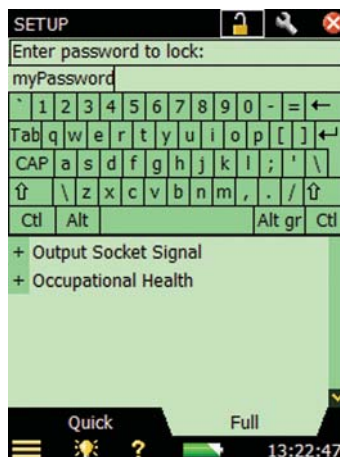 SETUP
Enter password to lock:
myPassword
` 1 2 3 4 5 6 7 8 9 0 - = ←
Tab q w e r t y u i o p [ ] ↵
CAP a s d f g h j k l ; ' \
⇧ \ z x c v b n m , . / ⇧
Ctl Alt Alt gr Ctl
+ Output Socket Signal
+ Occupational Health
Quick Full
? 13:22:47